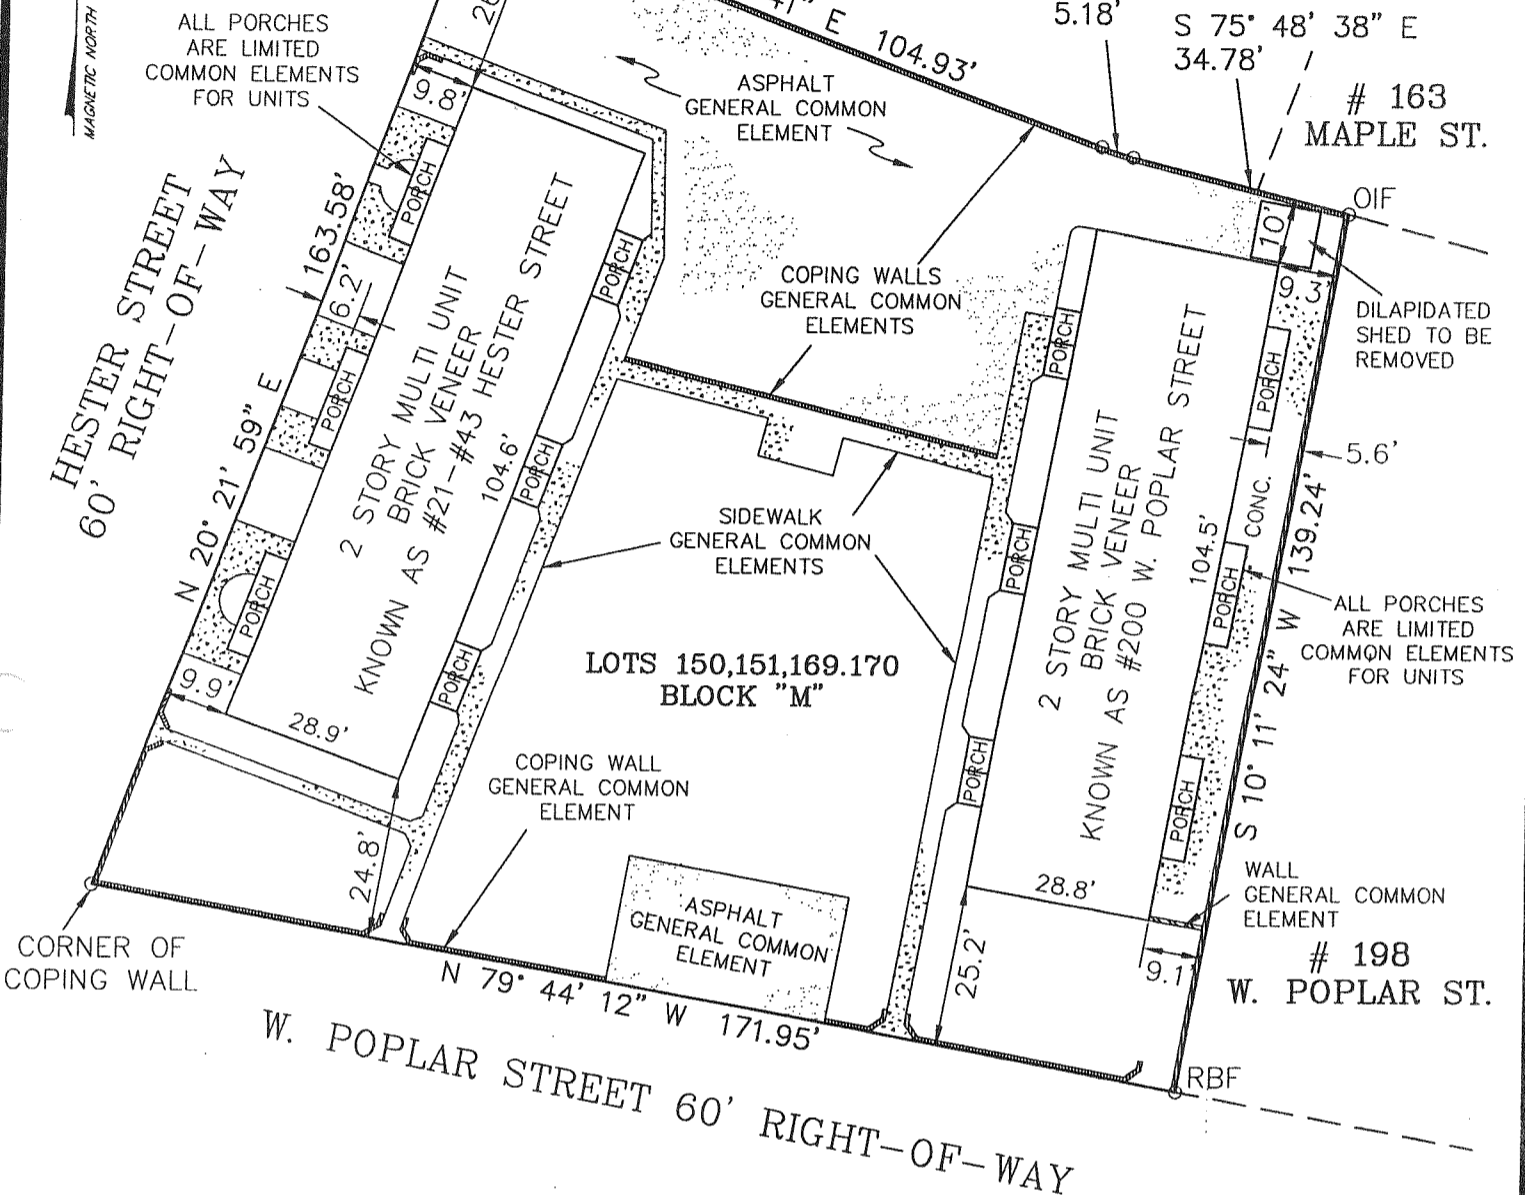 MAGNETIC NORTH
ALL PORCHES
ARE LIMITED
COMMON ELEMENTS
FOR UNITS
E 104.93'
5.18'
S 75° 48' 38" E
34.78'
# 163
MAPLE ST.
ASPHALT
GENERAL COMMON
ELEMENT
OIF
9.8'
10'
9.3'
PORCH
PORCH
PORCH
PORCH
PORCH
PORCH
HESTER STREET
60' RIGHT-OF-WAY
N 20° 21' 59" E 163.58'
6.2'
COPING WALLS
GENERAL COMMON
ELEMENTS
DILAPIDATED
SHED TO BE
REMOVED
2 STORY MULTI UNIT
BRICK VENEER
KNOWN AS #21-#43 HESTER STREET
104.6'
PORCH
PORCH
PORCH
PORCH
PORCH
PORCH
2 STORY MULTI UNIT
BRICK VENEER
KNOWN AS #200 W. POPLAR STREET
104.5'
CONC.
5.6'
S 10° 11' 24" W 139.24'
SIDEWALK
GENERAL COMMON
ELEMENTS
ALL PORCHES
ARE LIMITED
COMMON ELEMENTS
FOR UNITS
LOTS 150,151,169.170
BLOCK "M"
9.9'
28.9'
24.8'
COPING WALL
GENERAL COMMON
ELEMENT
28.8'
25.2'
9.1'
WALL
GENERAL COMMON
ELEMENT
# 198
W. POPLAR ST.
ASPHALT
GENERAL COMMON
ELEMENT
CORNER OF
COPING WALL
N 79° 44' 12" W 171.95'
RBF
W. POPLAR STREET 60' RIGHT-OF-WAY